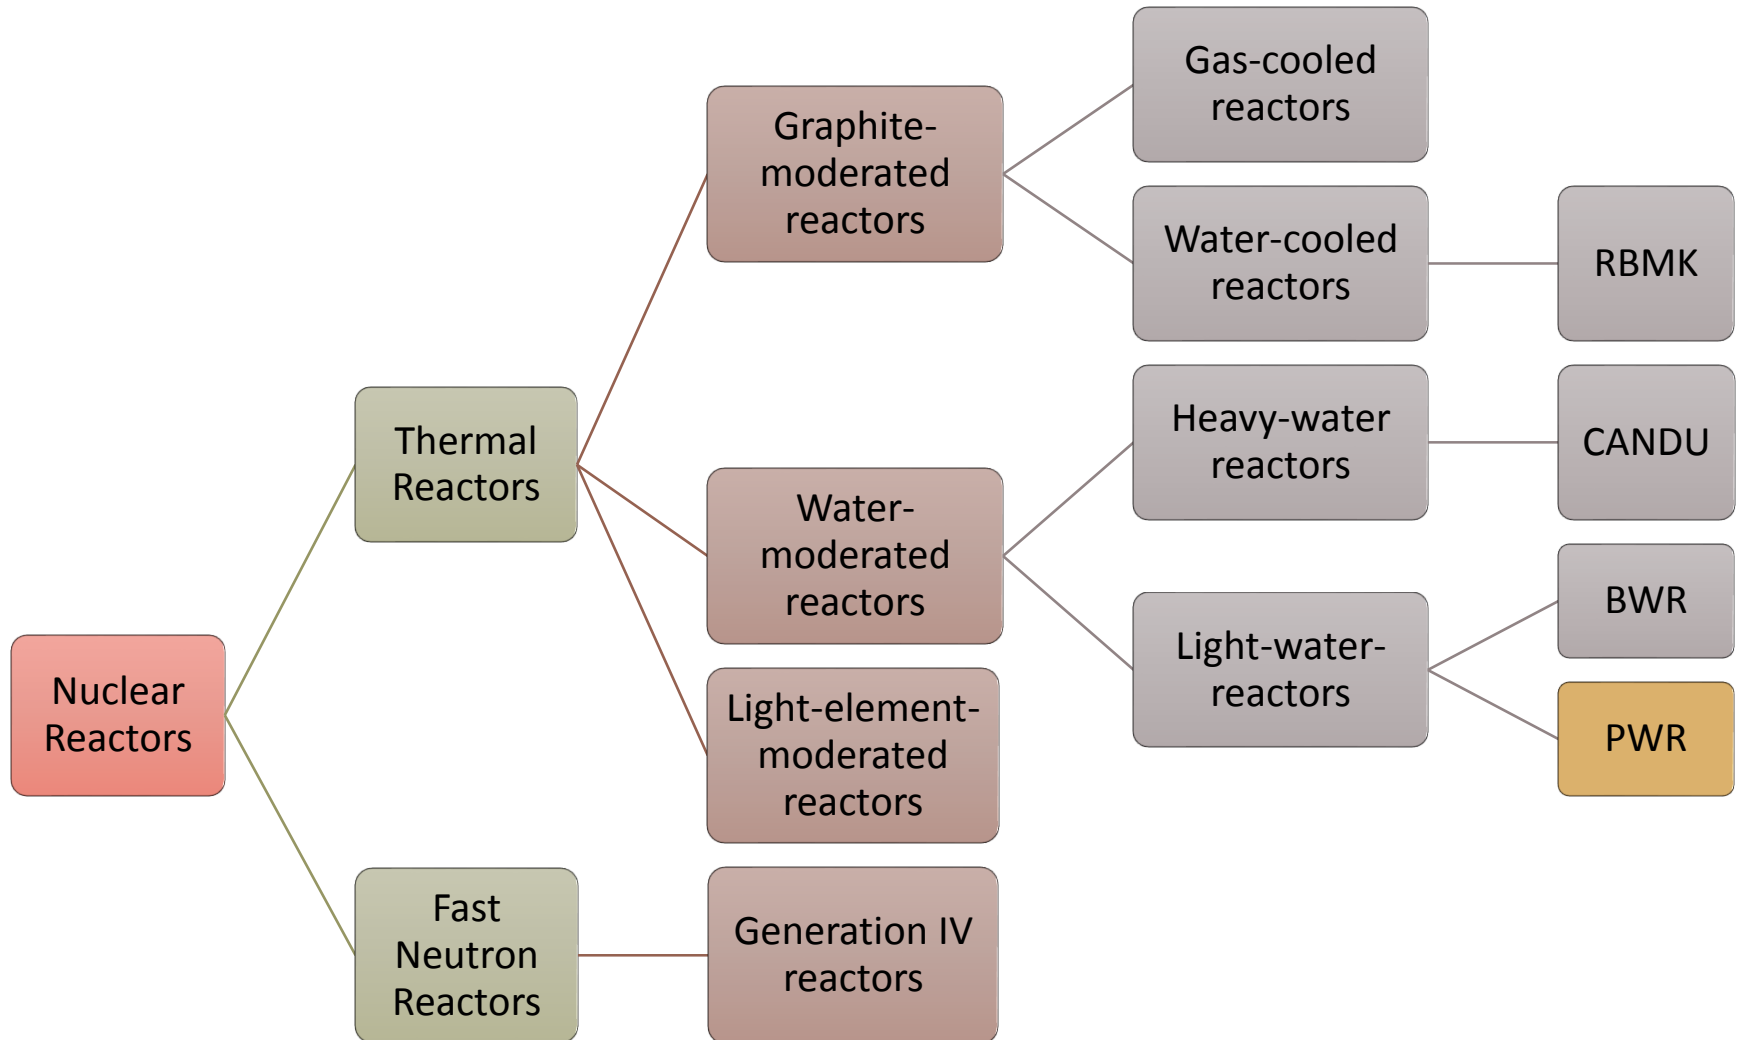 Nuclear
Reactors
Thermal
Reactors
Fast
Neutron
Reactors
Graphite-
moderated
reactors
Water-
moderated
reactors
Light-element-
moderated
reactors
Generation IV
reactors
Gas-cooled
reactors
Water-cooled
reactors
Heavy-water
reactors
Light-water-
reactors
RBMK
CANDU
BWR
PWR